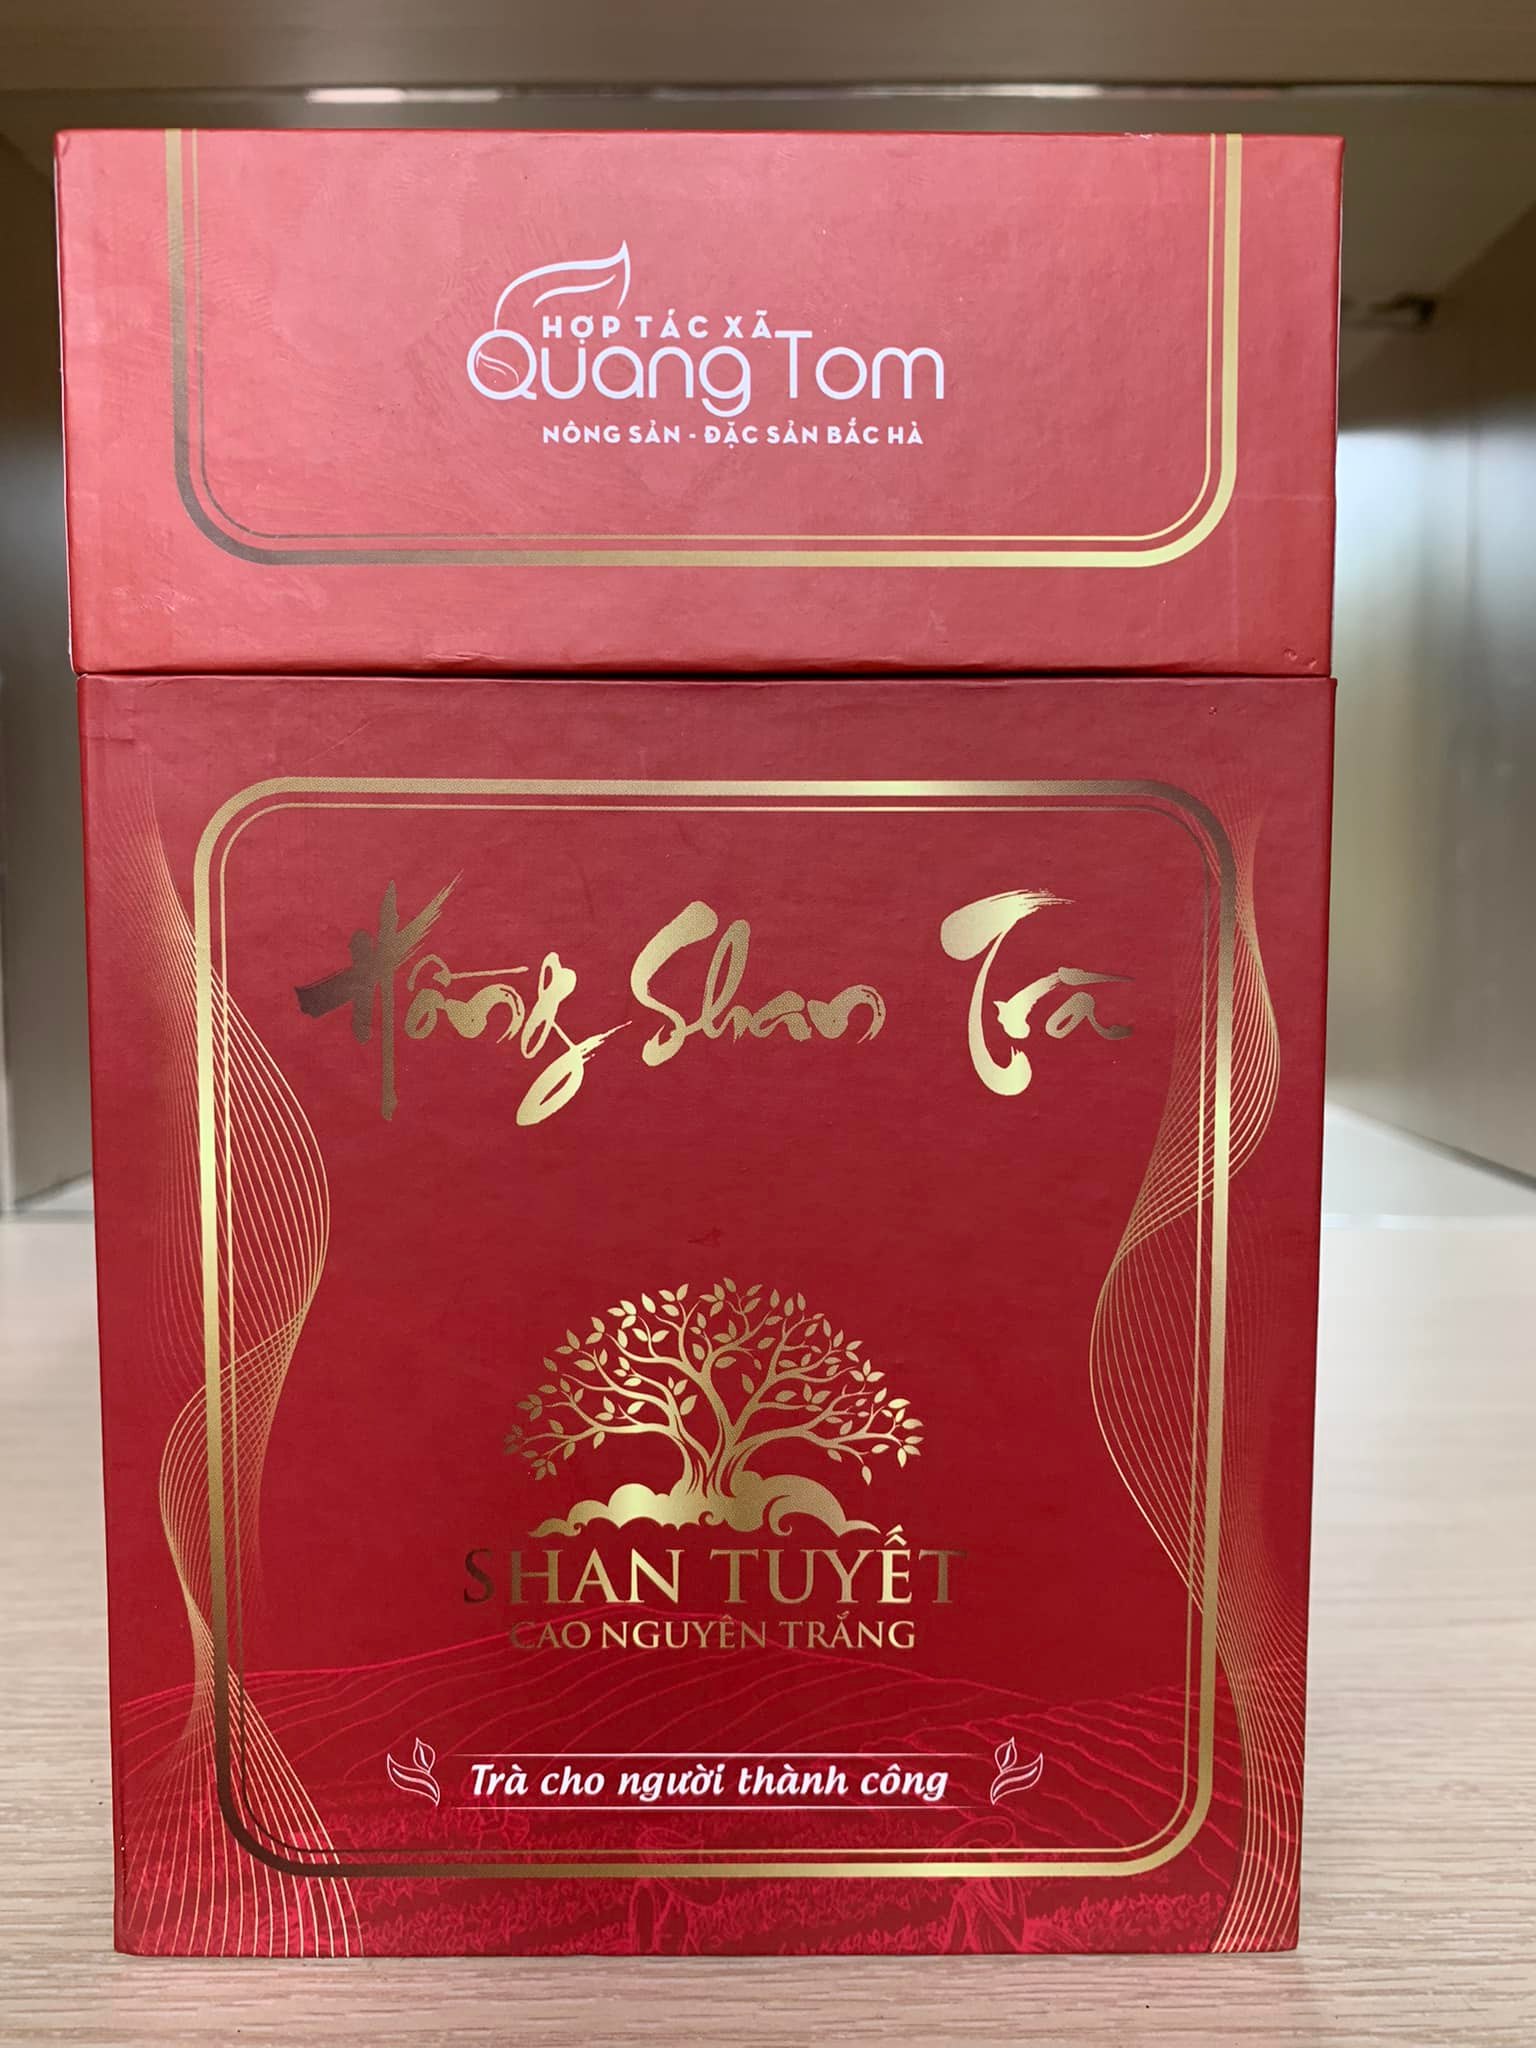 HỢP TÁC XÃ
Quang Tom
NÔNG SẢN - ĐẶC SẢN BẮC HÀ
Hồng Shan Trà
SHAN TUYẾT
CAO NGUYÊN TRẮNG
Trà cho người thành công